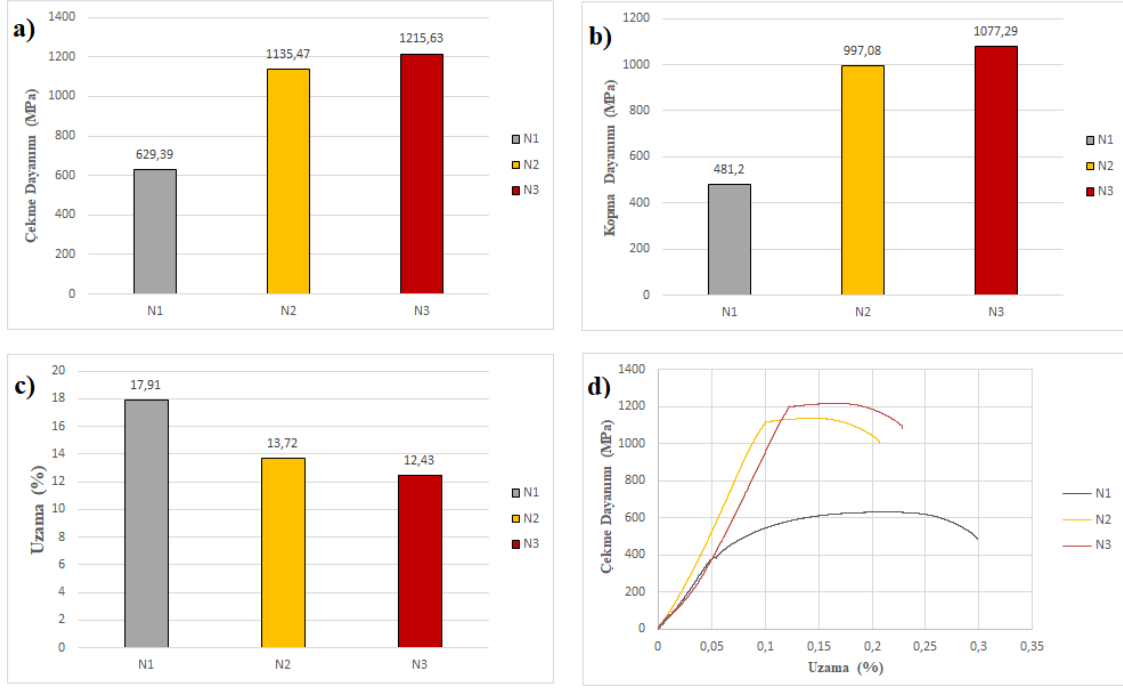 a)
Çekme Dayanımı (MPa)
1400
1200
1000
800
600
400
200
0
629,39
1135,47
1215,63
N1
N2
N3
N1
N2
N3
b)
Kopma Dayanımı (MPa)
1200
1000
800
600
400
200
0
481,2
997,08
1077,29
N1
N2
N3
N1
N2
N3
c)
Uzama (%)
20
18
16
14
12
10
8
6
4
2
0
17,91
13,72
12,43
N1
N2
N3
N1
N2
N3
d)
Çekme Dayanımı (MPa)
1400
1200
1000
800
600
400
200
0
0 0,05 0,1 0,15 0,2 0,25 0,3 0,35
Uzama (%)
N1
N2
N3